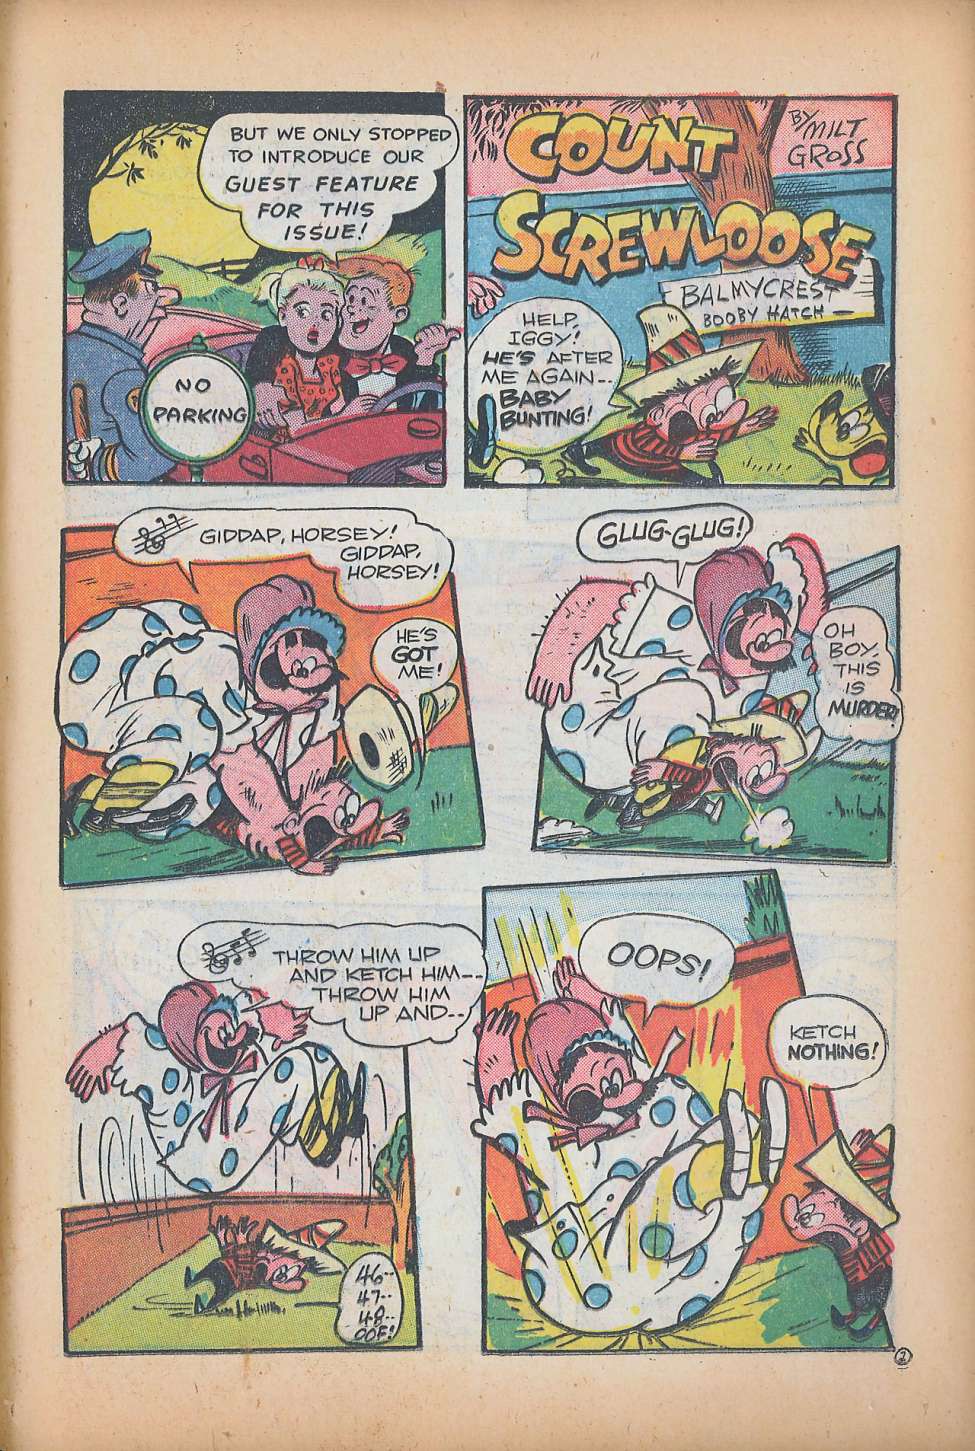 BUT WE ONLY STOPPED
TO INTRODUCE OUR
GUEST FEATURE
FOR THIS
ISSUE!
NO
PARKING
COUNT
SCREWLOOSE
BY MILT
GROSS
BALMYCREST
BOOBY HATCH—
HELP,
IGGY!
HE'S AFTER
ME AGAIN--
BABY
BUNTING!
GIDDAP, HORSEY!
GIDDAP,
HORSEY!
HE'S
GOT
ME!
GLUG-GLUG!
OH
BOY,
THIS
IS
MURDER!
THROW HIM UP
AND KETCH HIM--
THROW HIM
UP AND--
46--
47--
48--
OOF!
OOPS!
KETCH
NOTHING!